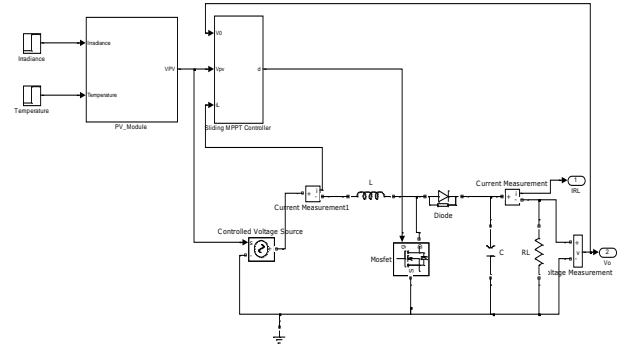 Irradiance
Temperature
Irradiance
Temperature
VPV
PV_Module
V0
Vpv
iL
d
Sliding MPPT Controller
Current Measurement1
+
-
i
L
Diode
Current Measurement
+
-
i
1
IRL
Controlled Voltage Source
s
-
+
Mosfet
g
D
S
C
RL
+
-
v
oltage Measurement
2
Vo